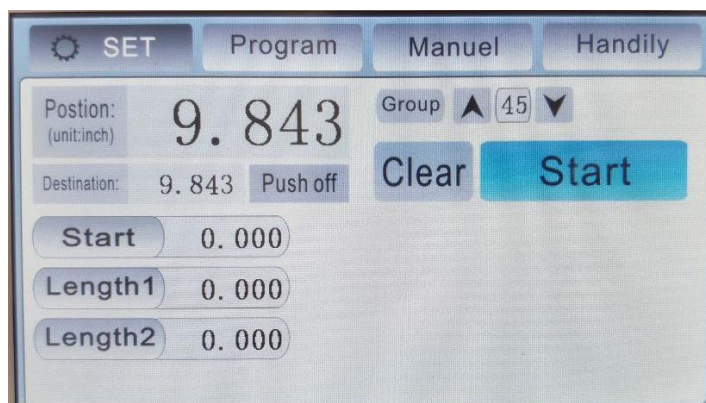 SET Program Manuel Handily
Postion: 9.843 Group 45
(unit:inch)
Destination: 9.843 Push off Clear Start
Start 0.000
Length1 0.000
Length2 0.000